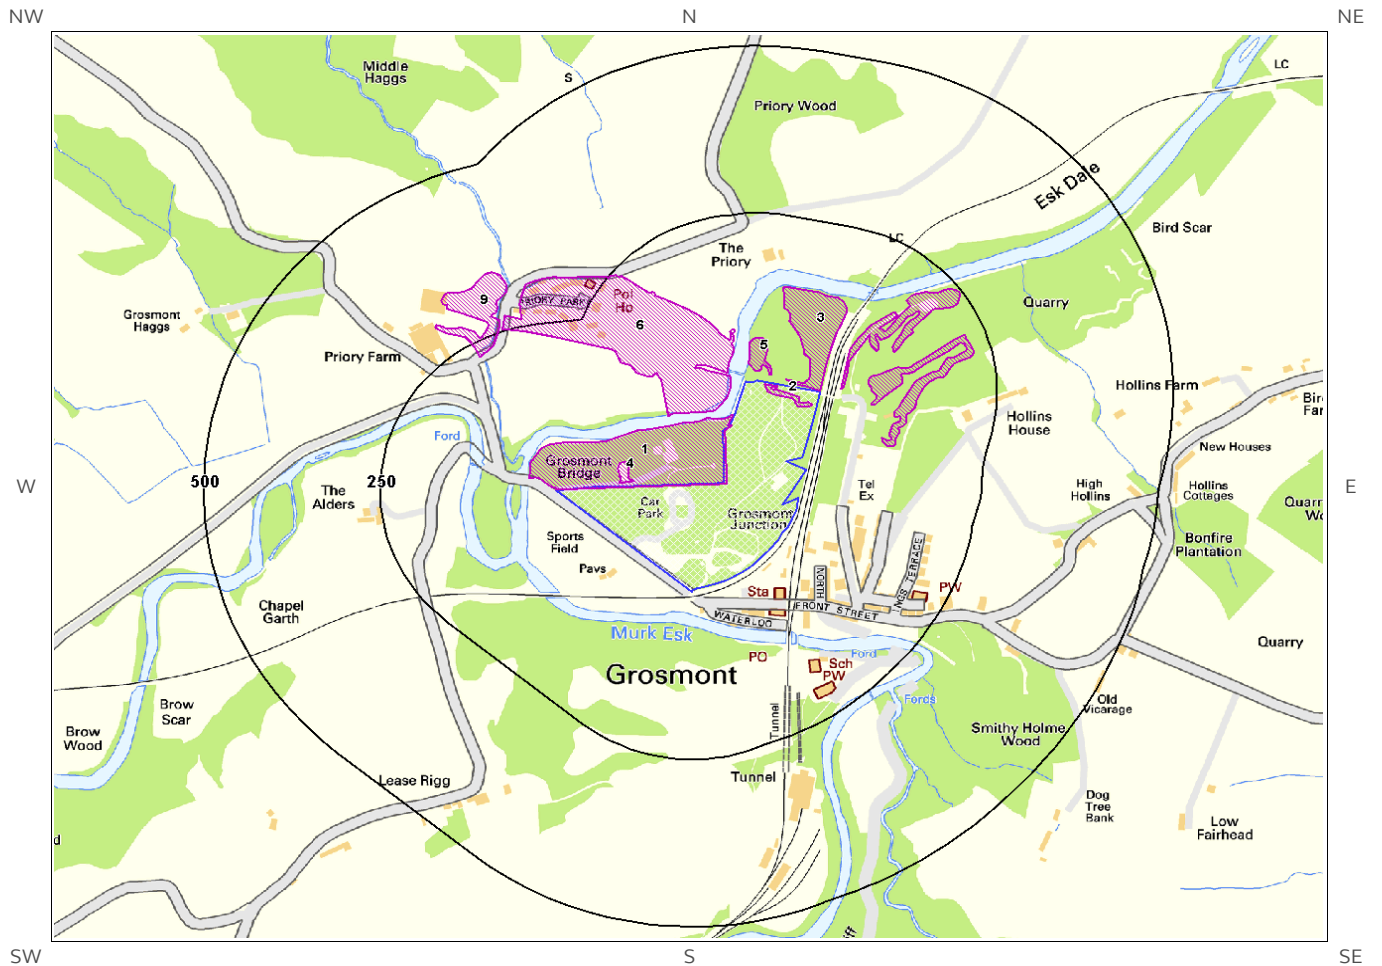 NW
N
NE
LC
Middle
Haggs
S
Priory Wood
Esk Dale
Bird Scar
LC
The
Priory
9
PRIORY PARK
Pol
Ho
6
3
Quarry
Grosmont
Haggs
Priory Farm
5
2
Hollins Farm
Hollins
House
Ford
1
Grosmont
Bridge
4
New Houses
W
500
250
The
Alders
Car
Park
Grosmont
Junction
Tel
Ex
High
Hollins
Hollins
Cottages
E
Sports
Field
Pavs
Bonfire
Plantation
Chapel
Garth
Sta
NORTH
TERRACE
PW
FRONT STREET
WATERLOO
Murk Esk
PO
Ford
Sch
PW
Quarry
Grosmont
Fords
Brow
Scar
Brow
Wood
Tunnel
Smithy Holme
Wood
Old
Vicarage
Lease Rigg
Tunnel
Dog
Tree
Bank
Low
Fairhead
SW
S
SE